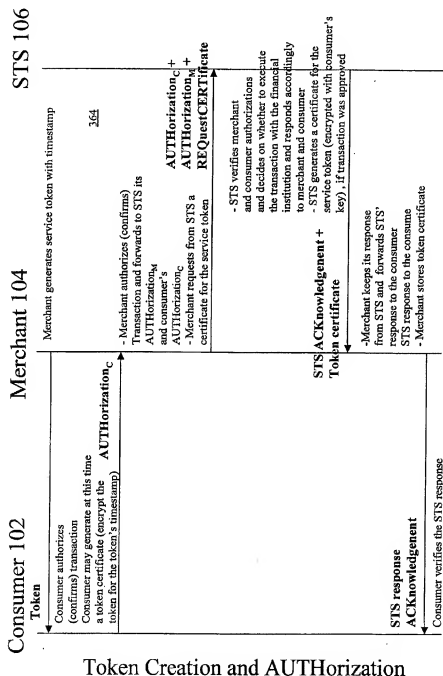 Consumer 102
Merchant 104
STS 106
Token
Merchant generates service token with timestamp
364
Consumer authorizes
(confirms) transaction
Consumer may generate at this time
a token certificate (encrypt the
token for the token's timestamp)
AUTHorizationC
- Merchant authorizes (confirms)
Transaction and forwards to STS its
AUTHorizationM
and consumer's
AUTHorizationC
- Merchant requests from STS a
certificate for the service token
AUTHorizationC +
AUTHorizationM +
REQuestCERTificate
- STS verifies merchant
and consumer authorizations
and decides on whether to execute
the transaction with the financial
institution and responds accordingly
to merchant and consumer
- STS generates a certificate for the
service token (encrypted with consumer's
key) , if transaction was approved
STS ACKnowledgenent +
Token certificate
-Merchant keeps its response
from STS and forwards STS'
response to the consumer
STS response to the consume
- Merchant stores token certificate
STS response
ACKnowledgenent
Consumer verifies the STS response
Token Creation and AUTHorization